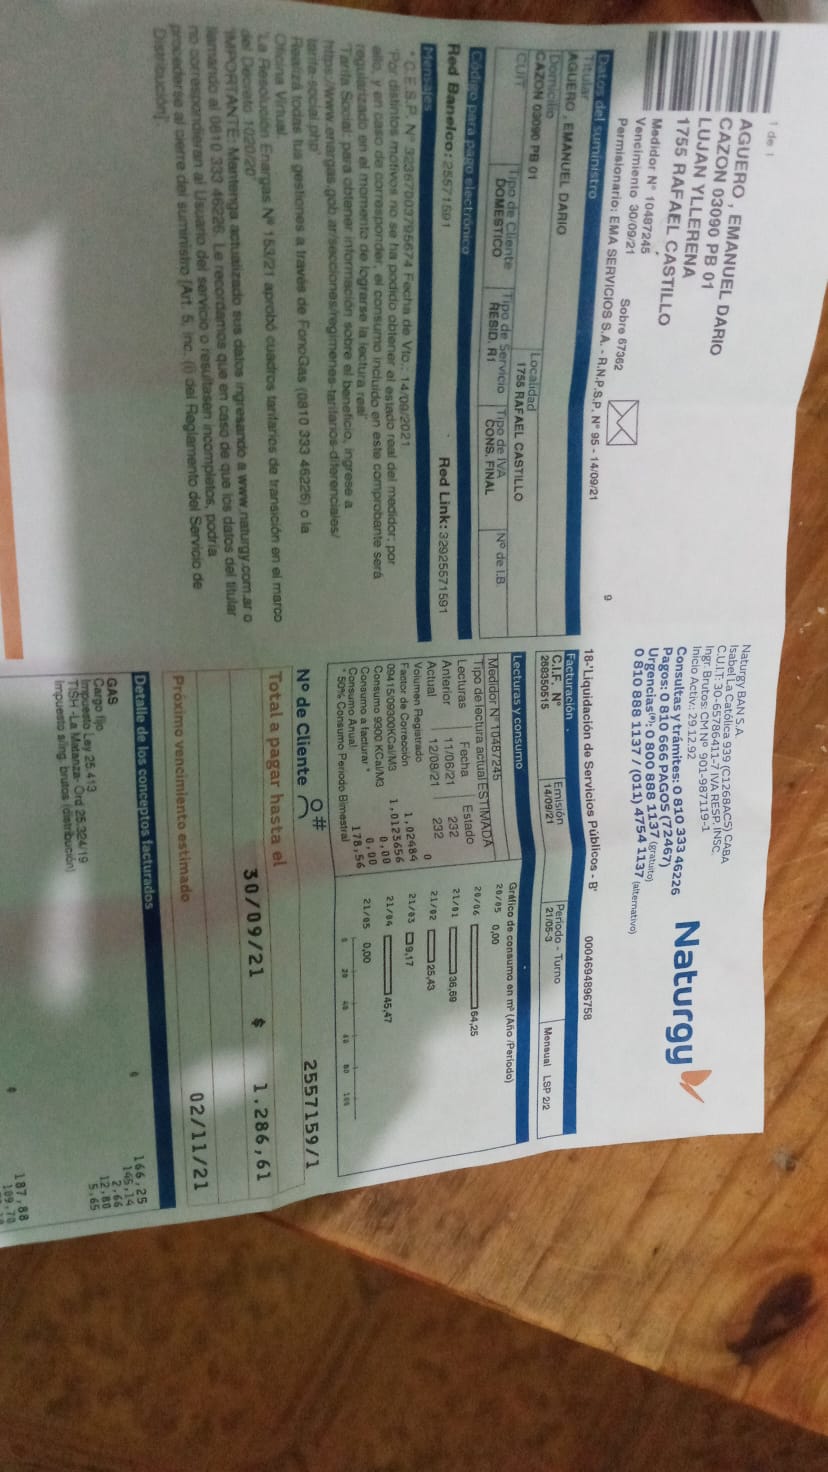 1 de 1
AGUERO , EMANUEL DARIO
CAZON 03090 PB 01
LUJAN YLLERENA
1755 RAFAEL CASTILLO
Medidor N° 10487245
Vencimiento 30/09/21 Sobre 67362
Permisionario: EMA SERVICIOS S.A. - R.N.P.S.P. N° 95 - 14/09/21
9
Datos del suministro
Titular
AGUERO , EMANUEL DARIO
Domicilio Localidad
CAZON 03090 PB 01 1755 RAFAEL CASTILLO
CUIT Tipo de Cliente Tipo de Servicio Tipo de IVA N° de I.B.
DOMESTICO RESID. R1 CONS. FINAL
Código para pago electrónico
Red Banelco: 25571591 Red Link: 32925571591
Mensajes
* C.E.S.P. N° 32367003795674 Fecha de Vto.: 14/09/2021
"Por distintos motivos no se ha podido obtener el estado real del medidor; por
ello, y en caso de corresponder, el consumo incluido en este comprobante será
regularizado en el momento de lograrse la lectura real"
"Tarifa Social: para obtener información sobre el beneficio, ingrese a
https://www.enargas.gob.ar/secciones/regimenes-tarifarios-diferenciales/
tarifa-social.php"
Realizá todas tus gestiones a través de FonoGas (0810 333 46226) o la
Oficina Virtual.
"La Resolución Enargas N° 153/21 aprobó cuadros tarifarios de transición en el marco
del Decreto 1020/20"
"IMPORTANTE: Mantenga actualizado sus datos ingresando a www.naturgy.com.ar o
llamando al 0810 333 46226. Le recordamos que en caso de que los datos del titular
no correspondieran al Usuario del servicio o resultasen incompletos, podría
procederse al cierre del suministro [Art. 5, inc. (i) del Reglamento del Servicio de
Distribución]".
Naturgy BAN S.A.
Isabel La Católica 939 (C1268ACS) CABA
C.U.I.T: 30-65786411-7 IVA RESP. INSC.
Ingr. Brutos: CM N° 901-987119-1
Inicio Activ.: 29.12.92
Consultas y trámites: 0 810 333 46226
Pagos: 0 810 666 PAGOS (72467)
Urgencias: 0 800 888 1137 (gratuito)
0 810 888 1137 / (011) 4754 1137 (alternativo)
Naturgy
18-'Liquidación de Servicios Públicos - B' 0004694896758
Facturación
C.I.F. N° Emisión Periodo - Turno Mensual LSP 2/2
268350515 14/09/21 21/05-3
Lecturas y consumo
Medidor N° 10487245
Tipo de lectura actual ESTIMADA
Lecturas Fecha Estado
Anterior 11/06/21 232
Actual 12/08/21 232
Volumen Registrado 0
Factor de Corrección 1,02484
09415/09300KCal/M3 1,0123656
Consumo 9300 KCal/M3 0,00
Consumo a facturar * 0,00
Consumo Anual: 178,56
* 50% Consumo Periodo Bimestral
Gráfico de consumo en m³ (Año /Periodo)
20/05 0,00
20/06 64,25
21/01 36,69
21/02 25,43
21/03 9,17
21/04 45,47
21/05 0,00
0 20 40 60 80 100
N° de Cliente 2557159/1
Total a pagar hasta el 30/09/21 $ 1.286,61
Próximo vencimiento estimado 02/11/21
Detalle de los conceptos facturados
GAS 166,25
Cargo fijo 145,14
Impuesto Ley 25.413 2,66
TISH -La Matanza- Ord 25.324/19 12,80
Impuesto s/ing. brutos (distribución) 5,65
187,88